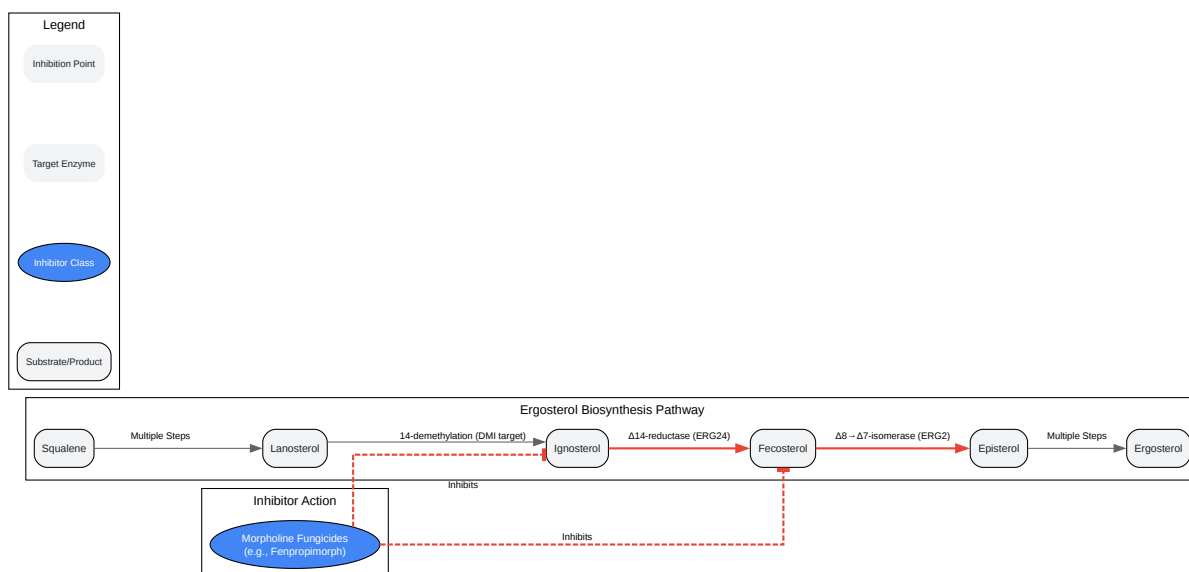 Legend
Inhibition Point
Target Enzyme
Inhibitor Class
Substrate/Product
Ergosterol Biosynthesis Pathway
Squalene
Multiple Steps
Lanosterol
14-demethylation (DMI target)
Ignosterol
Δ14-reductase (ERG24)
Fecosterol
Δ8→Δ7-isomerase (ERG2)
Episterol
Multiple Steps
Ergosterol
Inhibits
Inhibitor Action
Morpholine Fungicides
(e.g., Fenpropimorph)
Inhibits